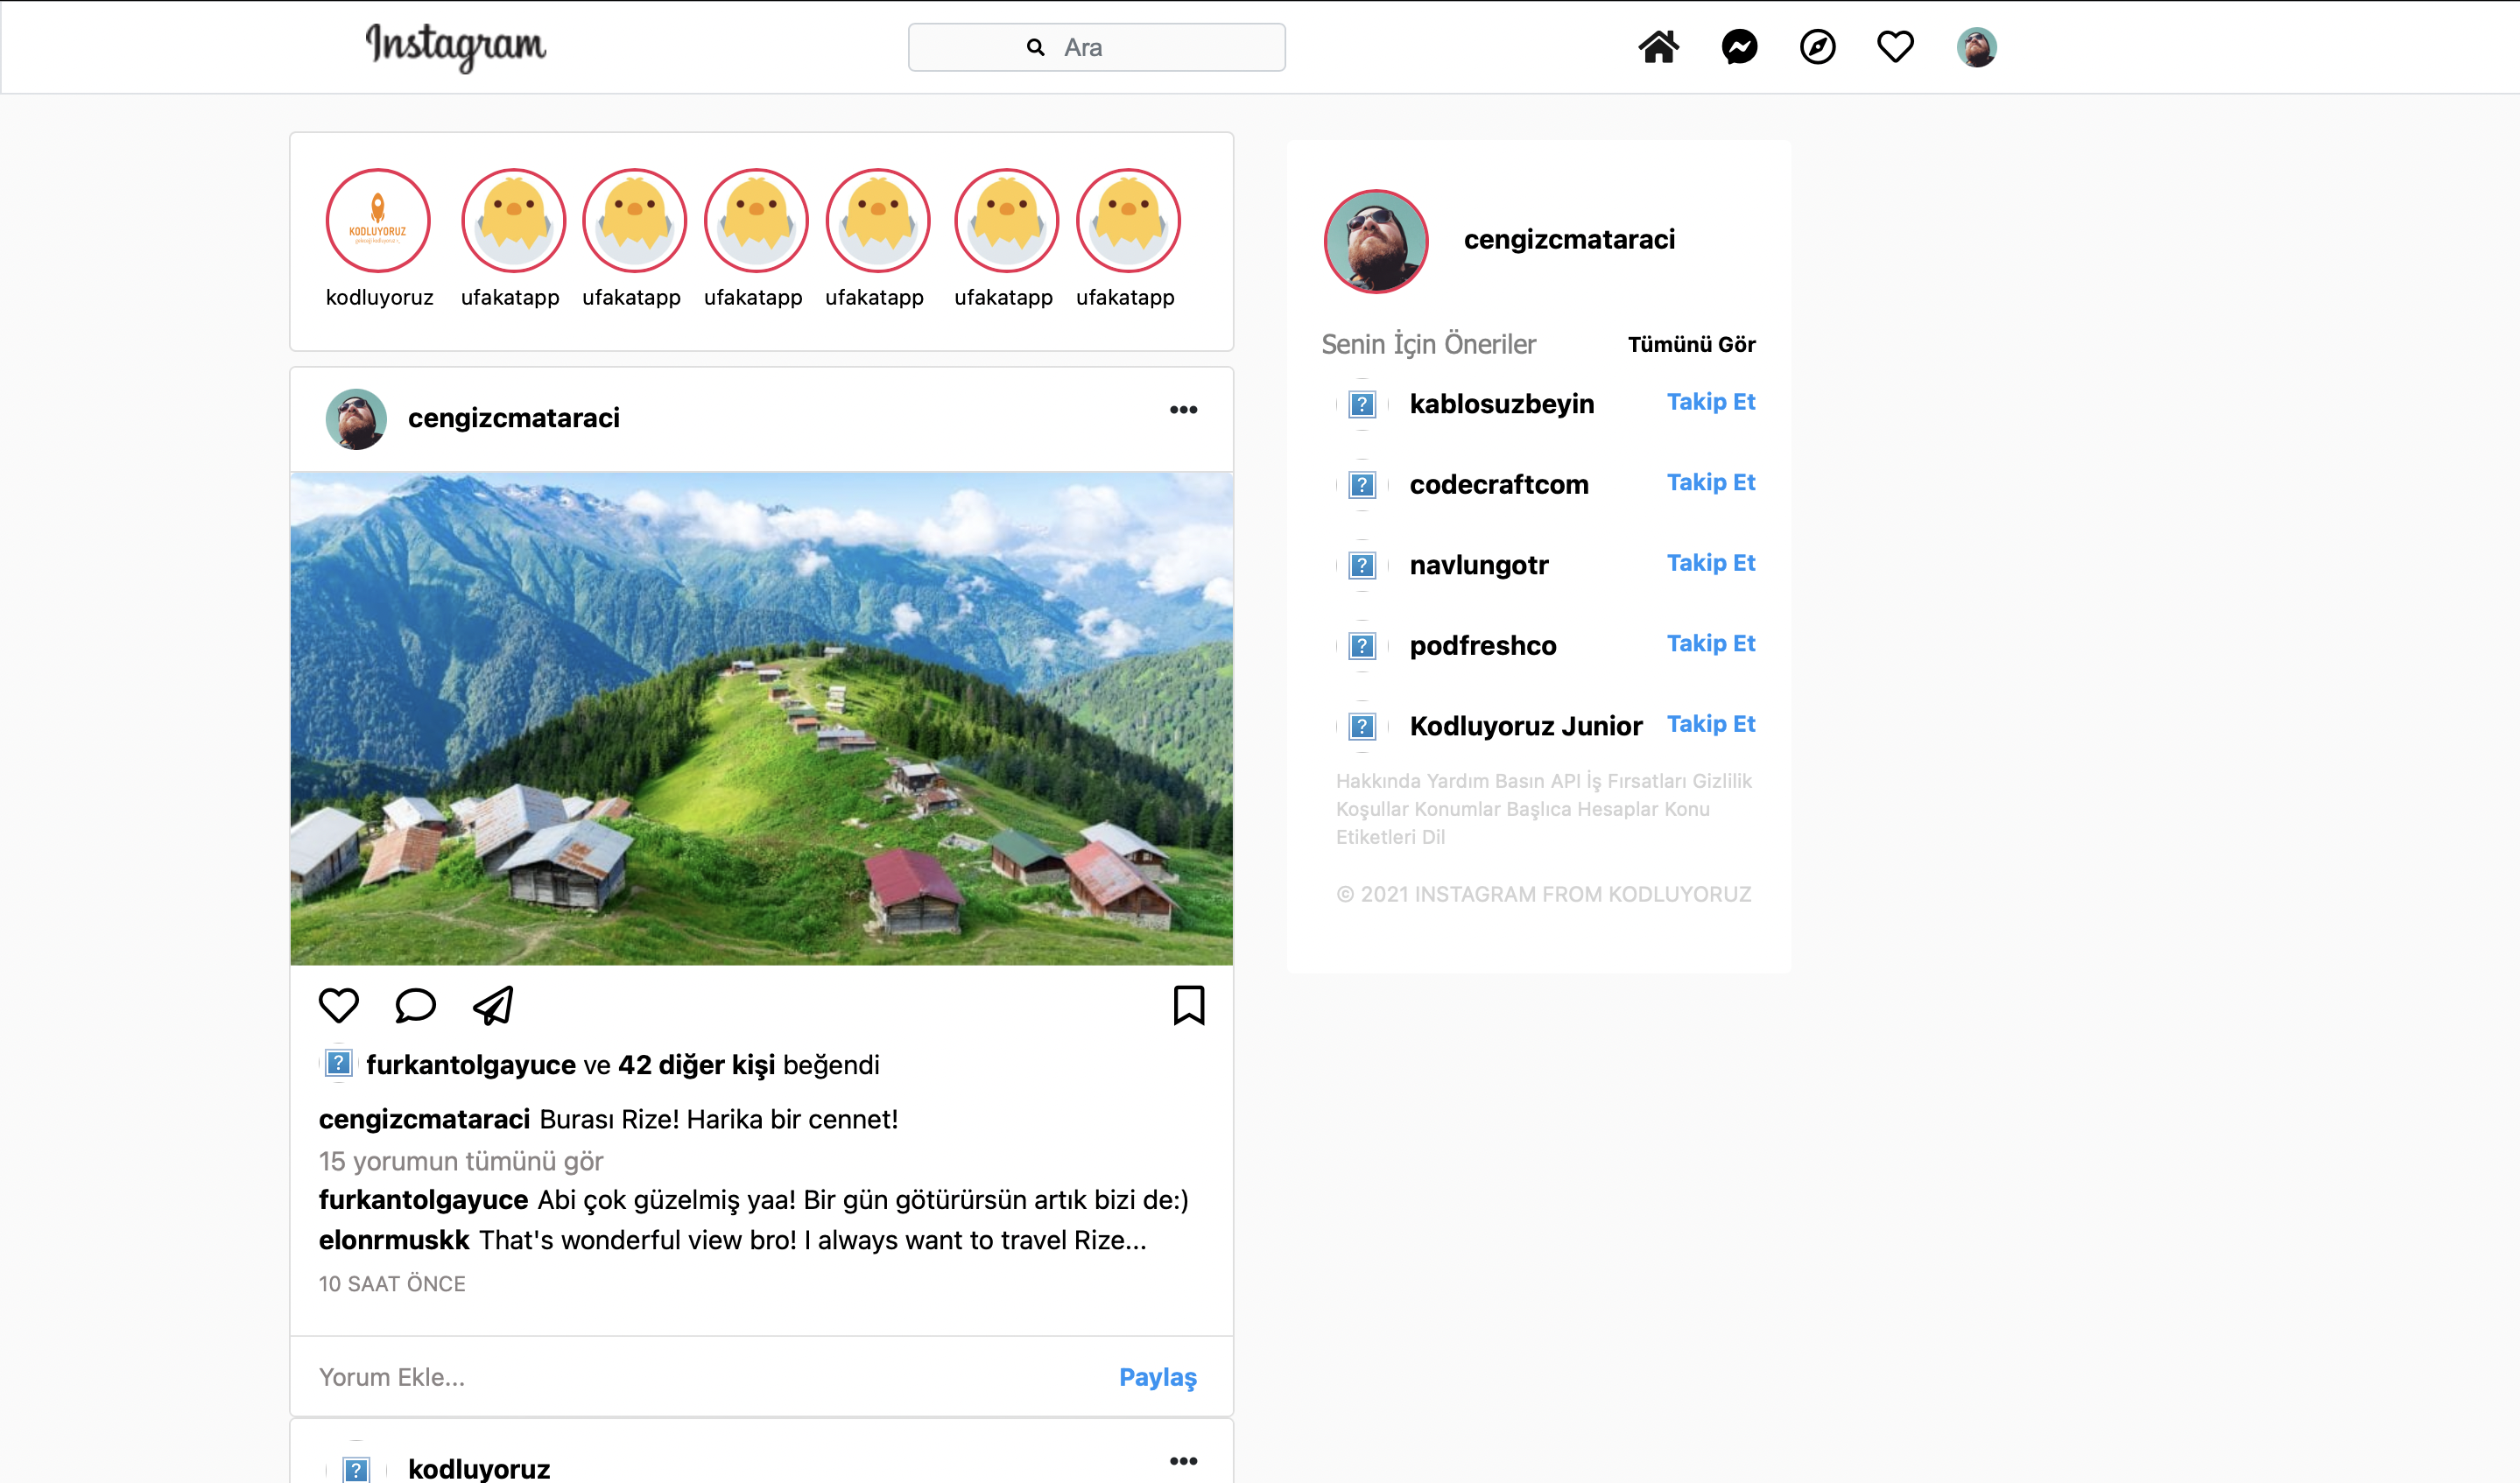 Instagram
Ara
KODLUYORUZ
kodluyoruz
ufakatapp
ufakatapp
ufakatapp
ufakatapp
ufakatapp
ufakatapp
cengizcmataraci
cengizcmataraci
Burası Rize! Harika bir cennet!
furkantolgayuce ve 42 diğer kişi beğendi
15 yorumun tümünü gör
furkantolgayuce Abi çok güzelmiş yaa! Bir gün götürürsün artık bizi de:)
elonrmuskk That's wonderful view bro! I always want to travel Rize...
10 SAAT ÖNCE
Yorum Ekle...
Paylaş
kodluyoruz
cengizcmataraci
Senin İçin Öneriler
Tümünü Gör
kablosuzbeyin
Takip Et
codecraftcom
Takip Et
navlungotr
Takip Et
podfreshco
Takip Et
Kodluyoruz Junior
Takip Et
Hakkında Yardım Basın API İş Fırsatları Gizlilik
Koşullar Konumlar Başlıca Hesaplar Konu
Etiketleri Dil
© 2021 INSTAGRAM FROM KODLUYORUZ